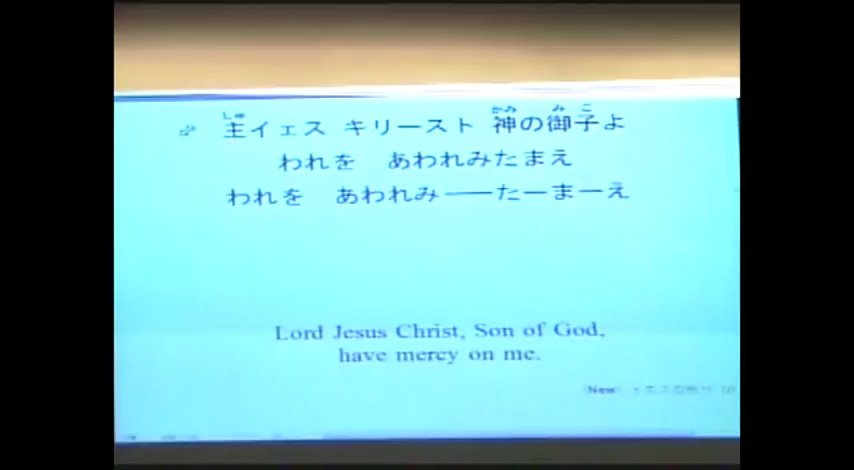 主イエス キリースト 神の御子よ
われを あわれみたまえ
われを あわれみ――たーまーえ
Lord Jesus Christ, Son of God,
have mercy on me.
(New)